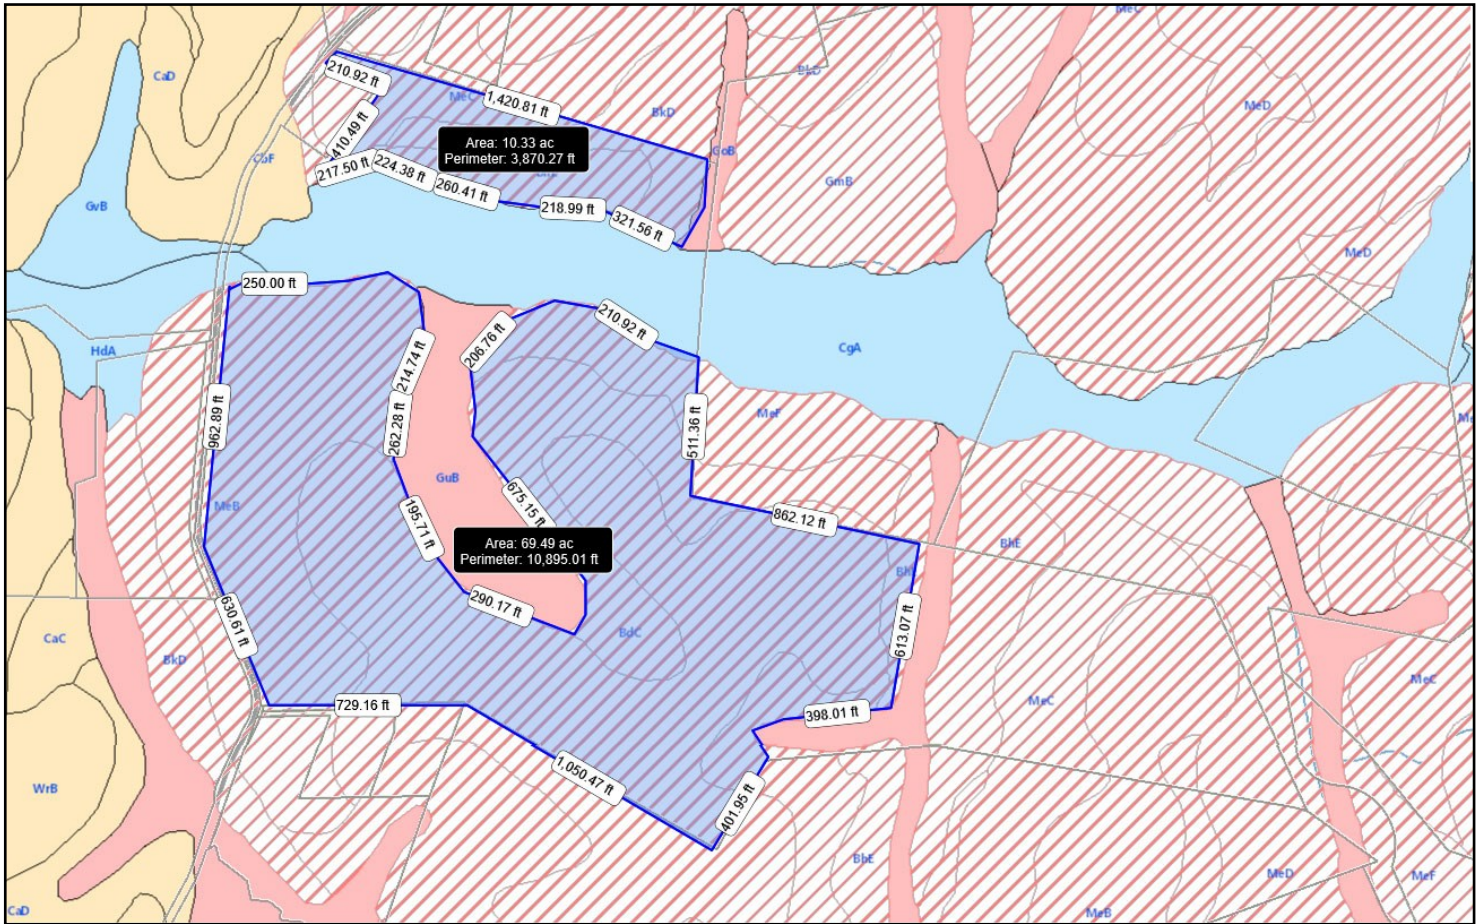 MeC
CaD
210.92 ft
MeC
1,420.81 ft
BkD
BkD
MeD
410.49 ft
Area: 10.33 ac
Perimeter: 3,870.27 ft
GoB
CbF
217.50 ft
224.38 ft
260.41 ft
GmB
GvB
218.99 ft
321.56 ft
MeD
250.00 ft
210.92 ft
206.76 ft
HdA
214.74 ft
CgA
962.89 ft
262.28 ft
511.36 ft
MeF
GuB
MeB
675.15 ft
862.12 ft
195.71 ft
Area: 69.49 ac
Perimeter: 10,895.01 ft
BhE
290.17 ft
630.61 ft
BdC
613.07 ft
CaC
BkD
MeC
MeC
729.16 ft
398.01 ft
1,050.47 ft
WrB
401.95 ft
BhE
MeD
MeF
CaD
MeB